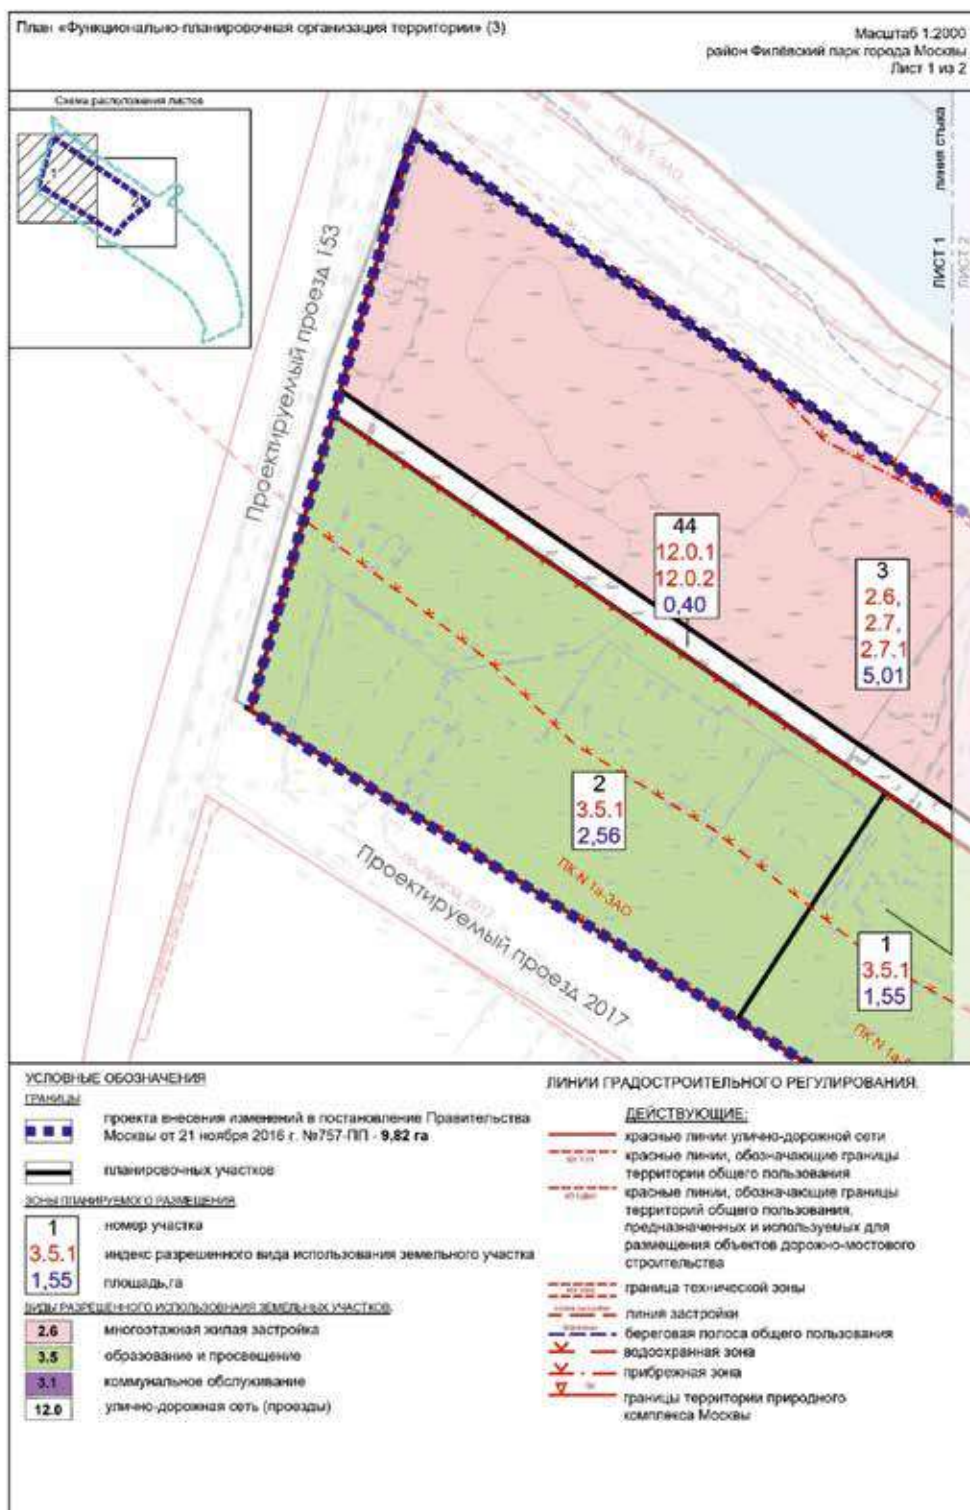 План «Функционально-планировочная организация территории» (3)
Масштаб 1:2000
район Филёвский парк города Москвы
Лист 1 из 2
Схема расположения листов
1
2
ПК N 1-ЗАО
линия стыка
ЛИСТ 1
ЛИСТ 2
Проектируемый проезд 153
44
12.0.1
12.0.2
0,40
3
2.6,
2.7,
2.7.1
5,01
2
3.5.1
2,56
ПК N 1а-ЗАО
Проектируемый проезд 2017
1
3.5.1
1,55
ПК N 1а-
УСЛОВНЫЕ ОБОЗНАЧЕНИЯ
ГРАНИЦЫ
проекта внесения изменений в постановление Правительства
Москвы от 21 ноября 2016 г. №757-ПП - 9,82 га
планировочных участков
ЗОНЫ ПЛАНИРУЕМОГО РАЗМЕЩЕНИЯ
1
номер участка
3.5.1
индекс разрешенного вида использования земельного участка
1,55
площадь,га
ВИДЫ РАЗРЕШЕННОГО ИСПОЛЬЗОВНАИЯ ЗЕМЕЛЬНЫХ УЧАСТКОВ
2.6
многоэтажная жилая застройка
3.5
образование и просвещение
3.1
коммунальное обслуживание
12.0
улично-дорожная сеть (проезды)
ЛИНИИ ГРАДОСТРОИТЕЛЬНОГО РЕГУЛИРОВАНИЯ.
ДЕЙСТВУЮЩИЕ:
красные линии улично-дорожной сети
красные линии, обозначающие границы
территории общего пользования
красные линии, обозначающие границы
территорий общего пользования,
предназначенных и используемых для
размещения объектов дорожно-мостового
строительства
граница технической зоны
линия застройки
береговая полоса общего пользования
водоохранная зона
прибрежная зона
границы территории природного
комплекса Москвы